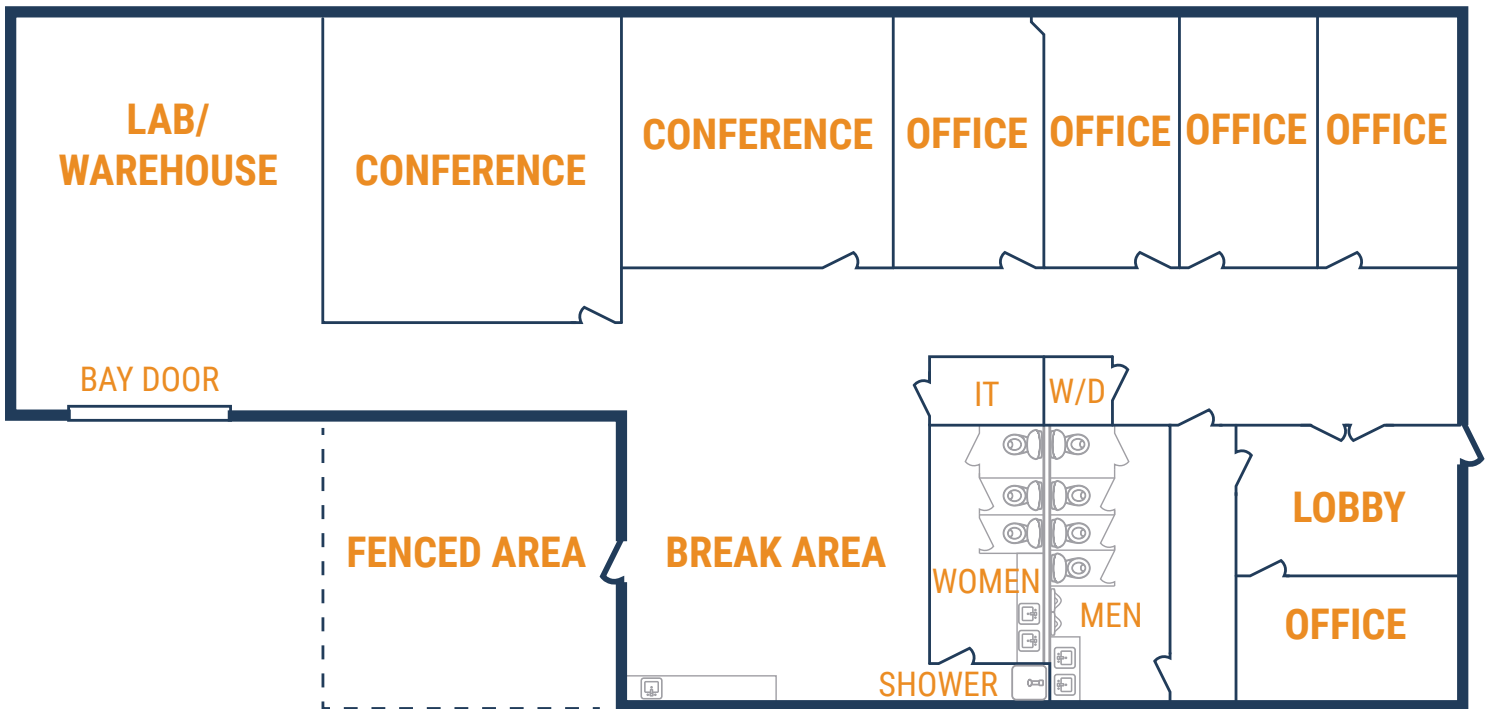 LAB/
WAREHOUSE
CONFERENCE
CONFERENCE
OFFICE
OFFICE
OFFICE
OFFICE
BAY DOOR
IT
W/D
FENCED AREA
BREAK AREA
WOMEN
MEN
SHOWER
LOBBY
OFFICE